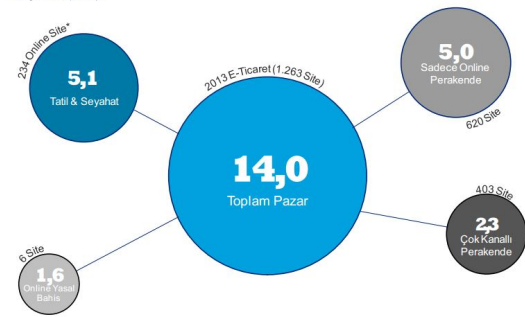 234 Online Site*
5,1
Tatil & Seyahat
2013 E-Ticaret (1.263 Site)
14,0
Toplam Pazar
5,0
Sadece Online
Perakende
620 Site
403 Site
2,3
Çok Kanallı
Perakende
6 Site
1,6
Online Yasal
Bahis